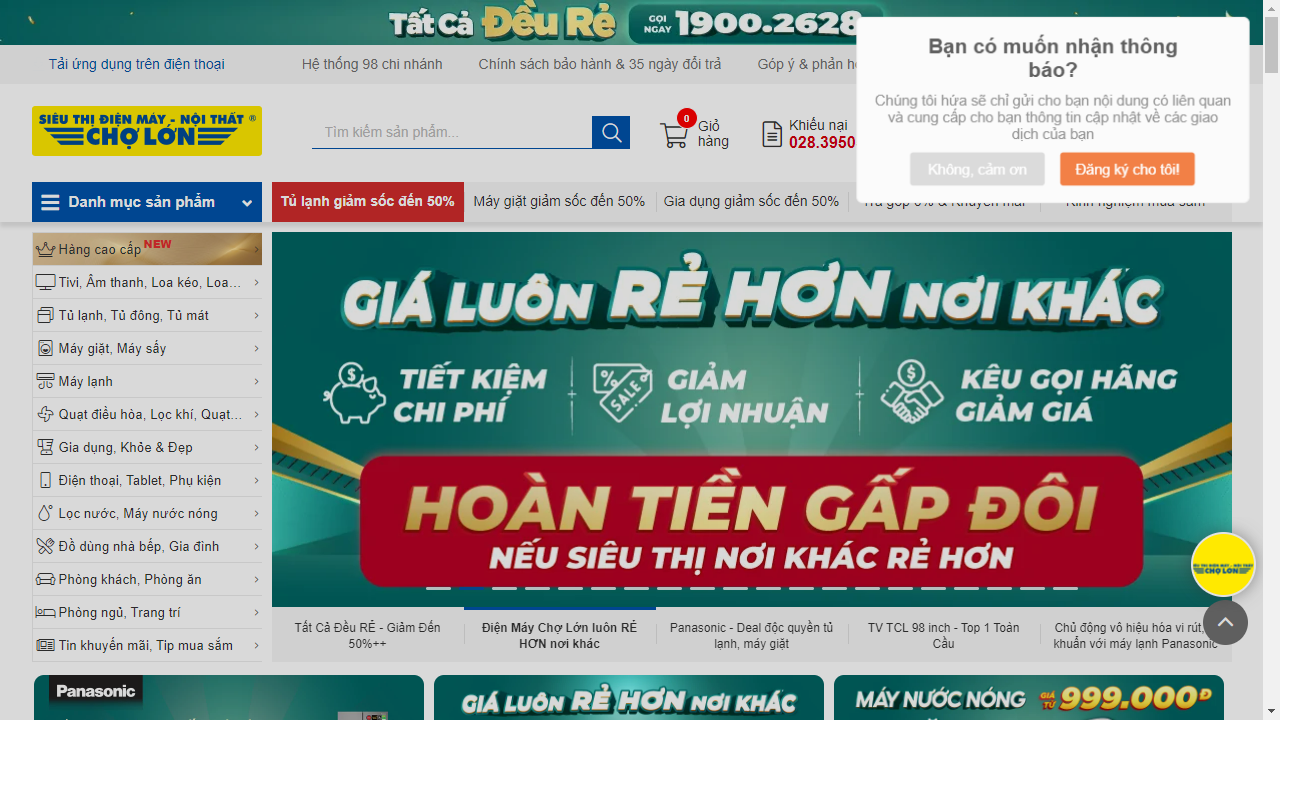 Tất Cả Đều Rẻ GỌI NGAY 1900.2628
Tải ứng dụng trên điện thoại
Hệ thống 98 chi nhánh
Chính sách bảo hành & 35 ngày đổi trả
Góp ý & phản
Bạn có muốn nhận thông
báo?
Chúng tôi hứa sẽ chỉ gửi cho bạn nội dung có liên quan
và cung cấp cho bạn thông tin cập nhật về các giao
dịch của bạn
Không, cảm ơn
Đăng ký cho tôi!
SIÊU THỊ ĐIỆN MÁY - NỘI THẤT ®
CHỢ LỚN
Tìm kiếm sản phẩm...
0
Giỏ
hàng
Khiếu nại
028.3950
Danh mục sản phẩm
Tủ lạnh giảm sốc đến 50%
Máy giặt giảm sốc đến 50%
Gia dụng giảm sốc đến 50%
Trả góp 0% & Khuyến mãi
Kinh nghiệm mua sắm
Hàng cao cấp NEW
Tivi, Âm thanh, Loa kéo, Loa...
Tủ lạnh, Tủ đông, Tủ mát
Máy giặt, Máy sấy
Máy lạnh
Quạt điều hòa, Lọc khí, Quạt...
Gia dụng, Khỏe & Đẹp
Điện thoại, Tablet, Phụ kiện
Lọc nước, Máy nước nóng
Đồ dùng nhà bếp, Gia đình
Phòng khách, Phòng ăn
Phòng ngủ, Trang trí
Tin khuyến mãi, Tip mua sắm
GIÁ LUÔN RẺ HƠN NƠI KHÁC
TIẾT KIỆM
CHI PHÍ
SALE
GIẢM
LỢI NHUẬN
KÊU GỌI HÃNG
GIẢM GIÁ
HOÀN TIỀN GẤP ĐÔI
NẾU SIÊU THỊ NƠI KHÁC RẺ HƠN
SIÊU THỊ ĐIỆN MÁY - NỘI THẤT
CHỢ LỚN
Tất Cả Đều RẺ - Giảm Đến
50%++
Điện Máy Chợ Lớn luôn RẺ
HƠN nơi khác
Panasonic - Deal độc quyền tủ
lạnh, máy giặt
TV TCL 98 inch - Top 1 Toàn
Cầu
Chủ động vô hiệu hóa vi rút,
khuẩn với máy lạnh Panasonic
Panasonic
GIÁ LUÔN RẺ HƠN NƠI KHÁC
MÁY NƯỚC NÓNG GIÁ TỪ 999.000Đ